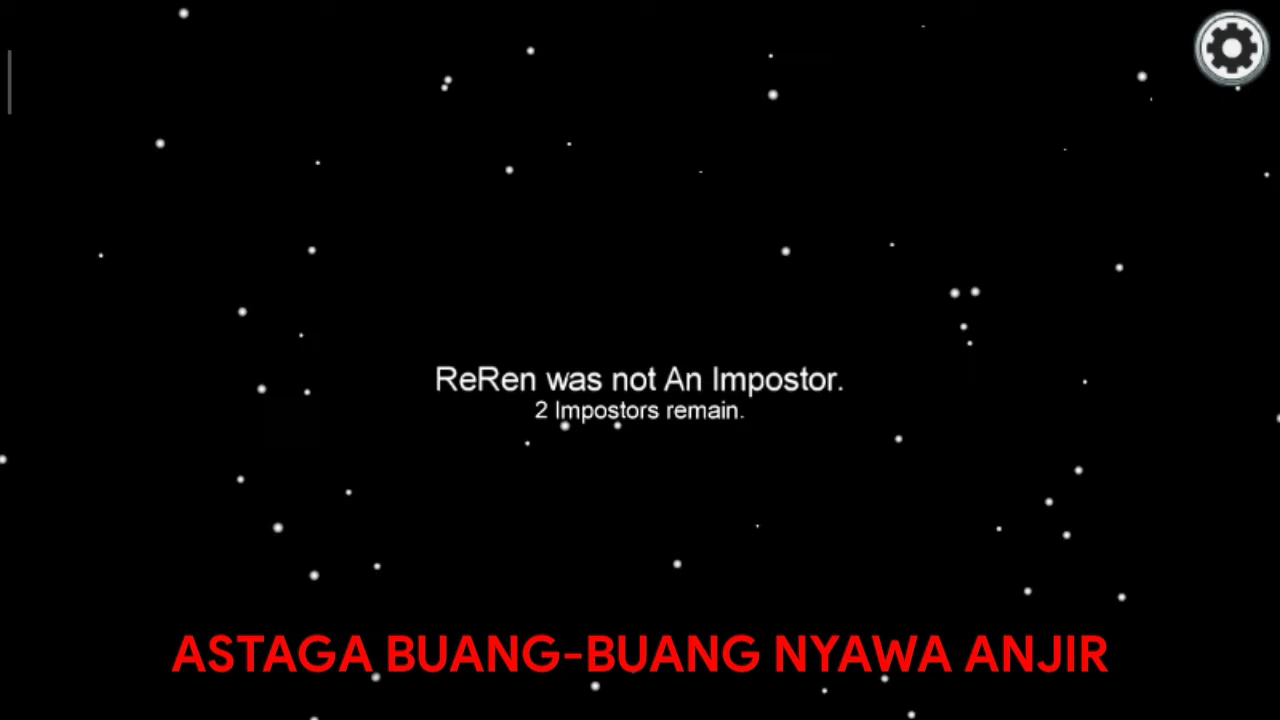 ReRen was not An Impostor.
2 Impostors remain.
ASTAGA BUANG-BUANG NYAWA ANJIR